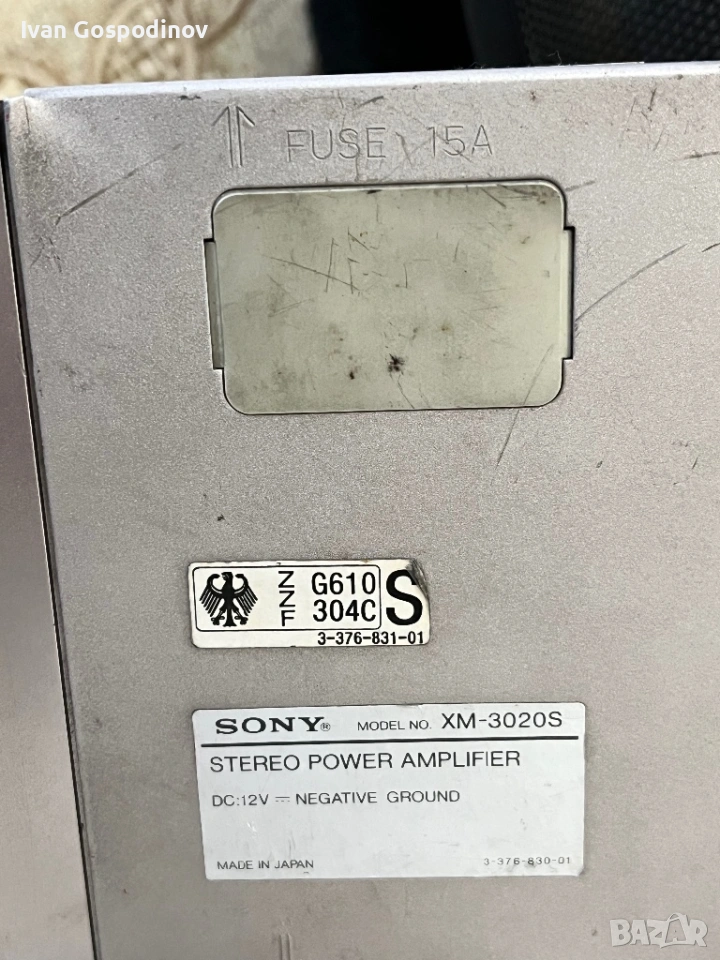 Ivan Gospodinov
FUSE 15A
ZZF G610 S
304C
3-376-831-01
SONY® MODEL NO. XM-3020S
STEREO POWER AMPLIFIER
DC:12V ⎓ NEGATIVE GROUND
MADE IN JAPAN 3-376-830-01
BAZAR